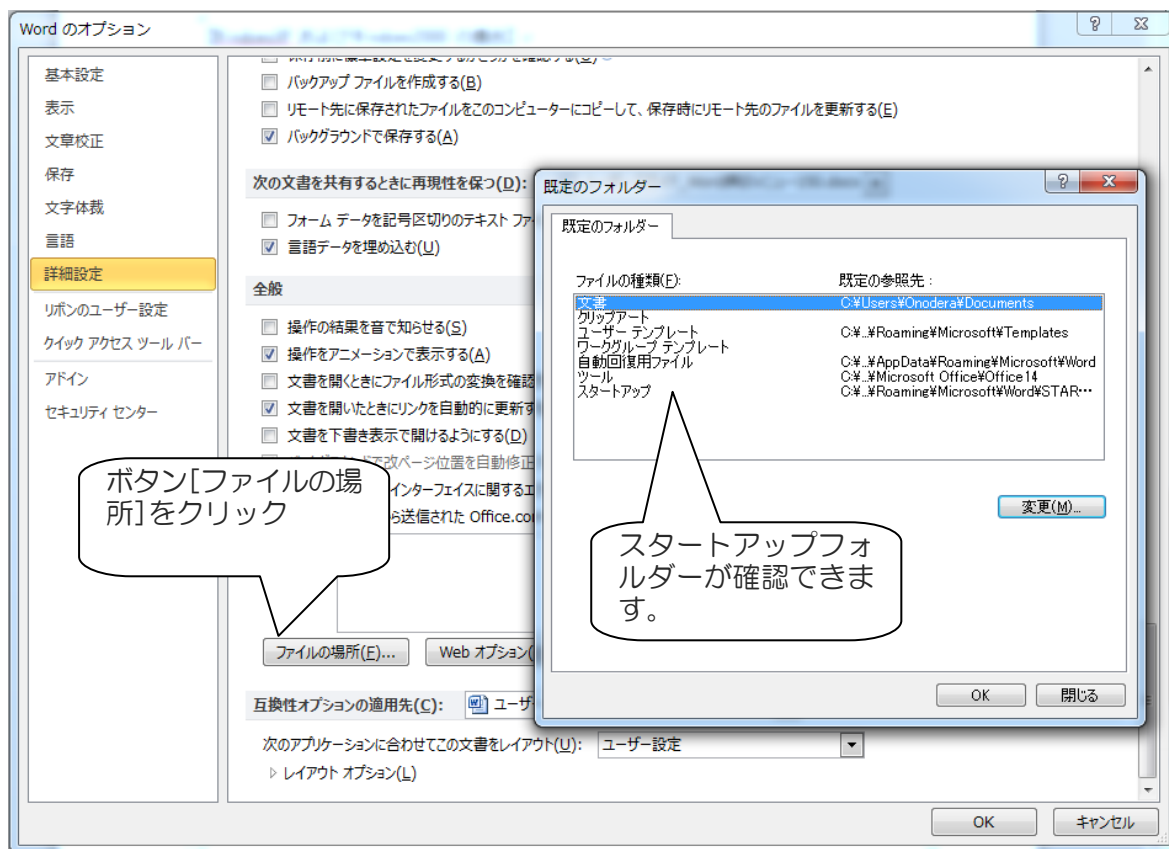 Word のオプション
基本設定
表示
文章校正
保存
文字体裁
言語
詳細設定
リボンのユーザー設定
クイック アクセス ツール バー
アドイン
セキュリティ センター
バックアップ ファイルを作成する(B)
リモート先に保存されたファイルをこのコンピューターにコピーして、保存時にリモート先のファイルを更新する(E)
バックグラウンドで保存する(A)
次の文書を共有するときに再現性を保つ(D):
フォーム データを記号区切りのテキスト ファ
言語データを埋め込む(U)
全般
操作の結果を音で知らせる(S)
操作をアニメーションで表示する(A)
文書を開くときにファイル形式の変換を確認
文書を開いたときにリンクを自動的に更新す
文書を下書き表示で開けるようにする(D)
で改ページ位置を自動修正
インターフェイスに関するエ
ら送信された Office.co
ボタン[ファイルの場
所]をクリック
ファイルの場所(F)...
Web オプション(
互換性オプションの適用先(C):
ユーザ
次のアプリケーションに合わせてこの文書をレイアウト(U):
ユーザー設定
レイアウト オプション(L)
OK
キャンセル
既定のフォルダー
既定のフォルダー
ファイルの種類(F):
既定の参照先 :
文書 C:¥Users¥Onodera¥Documents
クリップアート
ユーザー テンプレート C:¥...¥Roaming¥Microsoft¥Templates
ワークグループ テンプレート
自動回復用ファイル C:¥...¥AppData¥Roaming¥Microsoft¥Word
ツール C:¥...¥Microsoft Office¥Office14
スタートアップ C:¥...¥Roaming¥Microsoft¥Word¥STAR…
変更(M)...
スタートアップフォ
ルダーが確認できま
す。
OK
閉じる